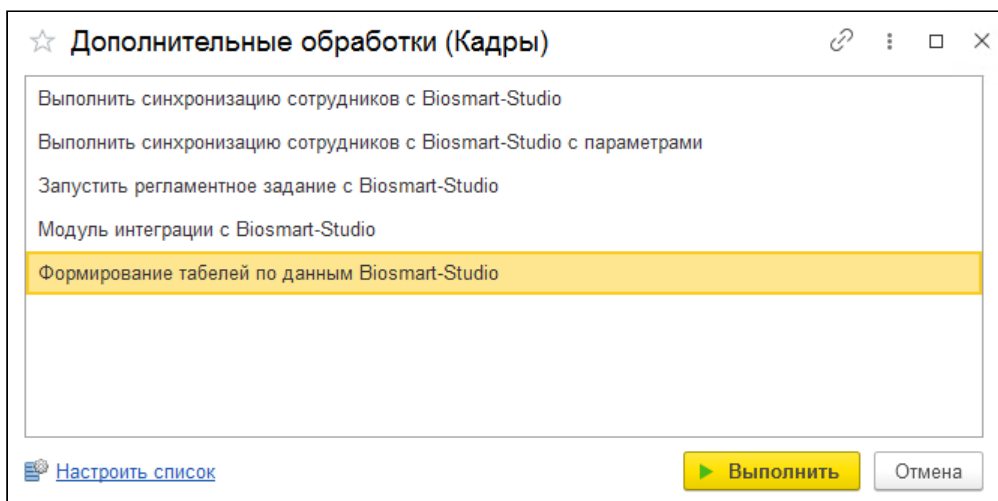 Дополнительные обработки (Кадры)
Выполнить синхронизацию сотрудников с Biosmart-Studio
Выполнить синхронизацию сотрудников с Biosmart-Studio с параметрами
Запустить регламентное задание с Biosmart-Studio
Модуль интеграции с Biosmart-Studio
Формирование табелей по данным Biosmart-Studio
Настроить список
Выполнить
Отмена